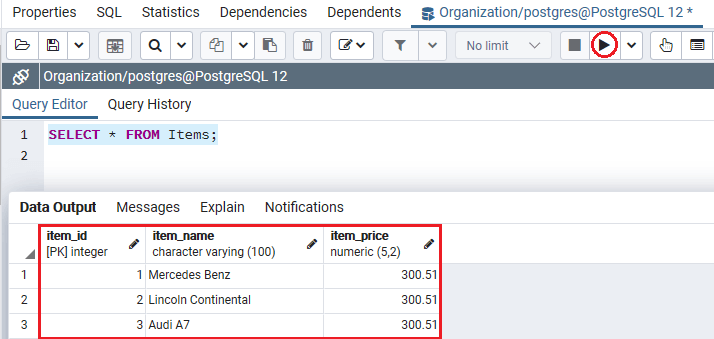 Properties SQL Statistics Dependencies Dependents Organization/postgres@PostgreSQL 12 *
No limit
Organization/postgres@PostgreSQL 12
Query Editor Query History
1 SELECT * FROM Items;
2
Data Output Messages Explain Notifications
item_id item_name item_price
[PK] integer character varying (100) numeric (5,2)
1 1 Mercedes Benz 300.51
2 2 Lincoln Continental 300.51
3 3 Audi A7 300.51